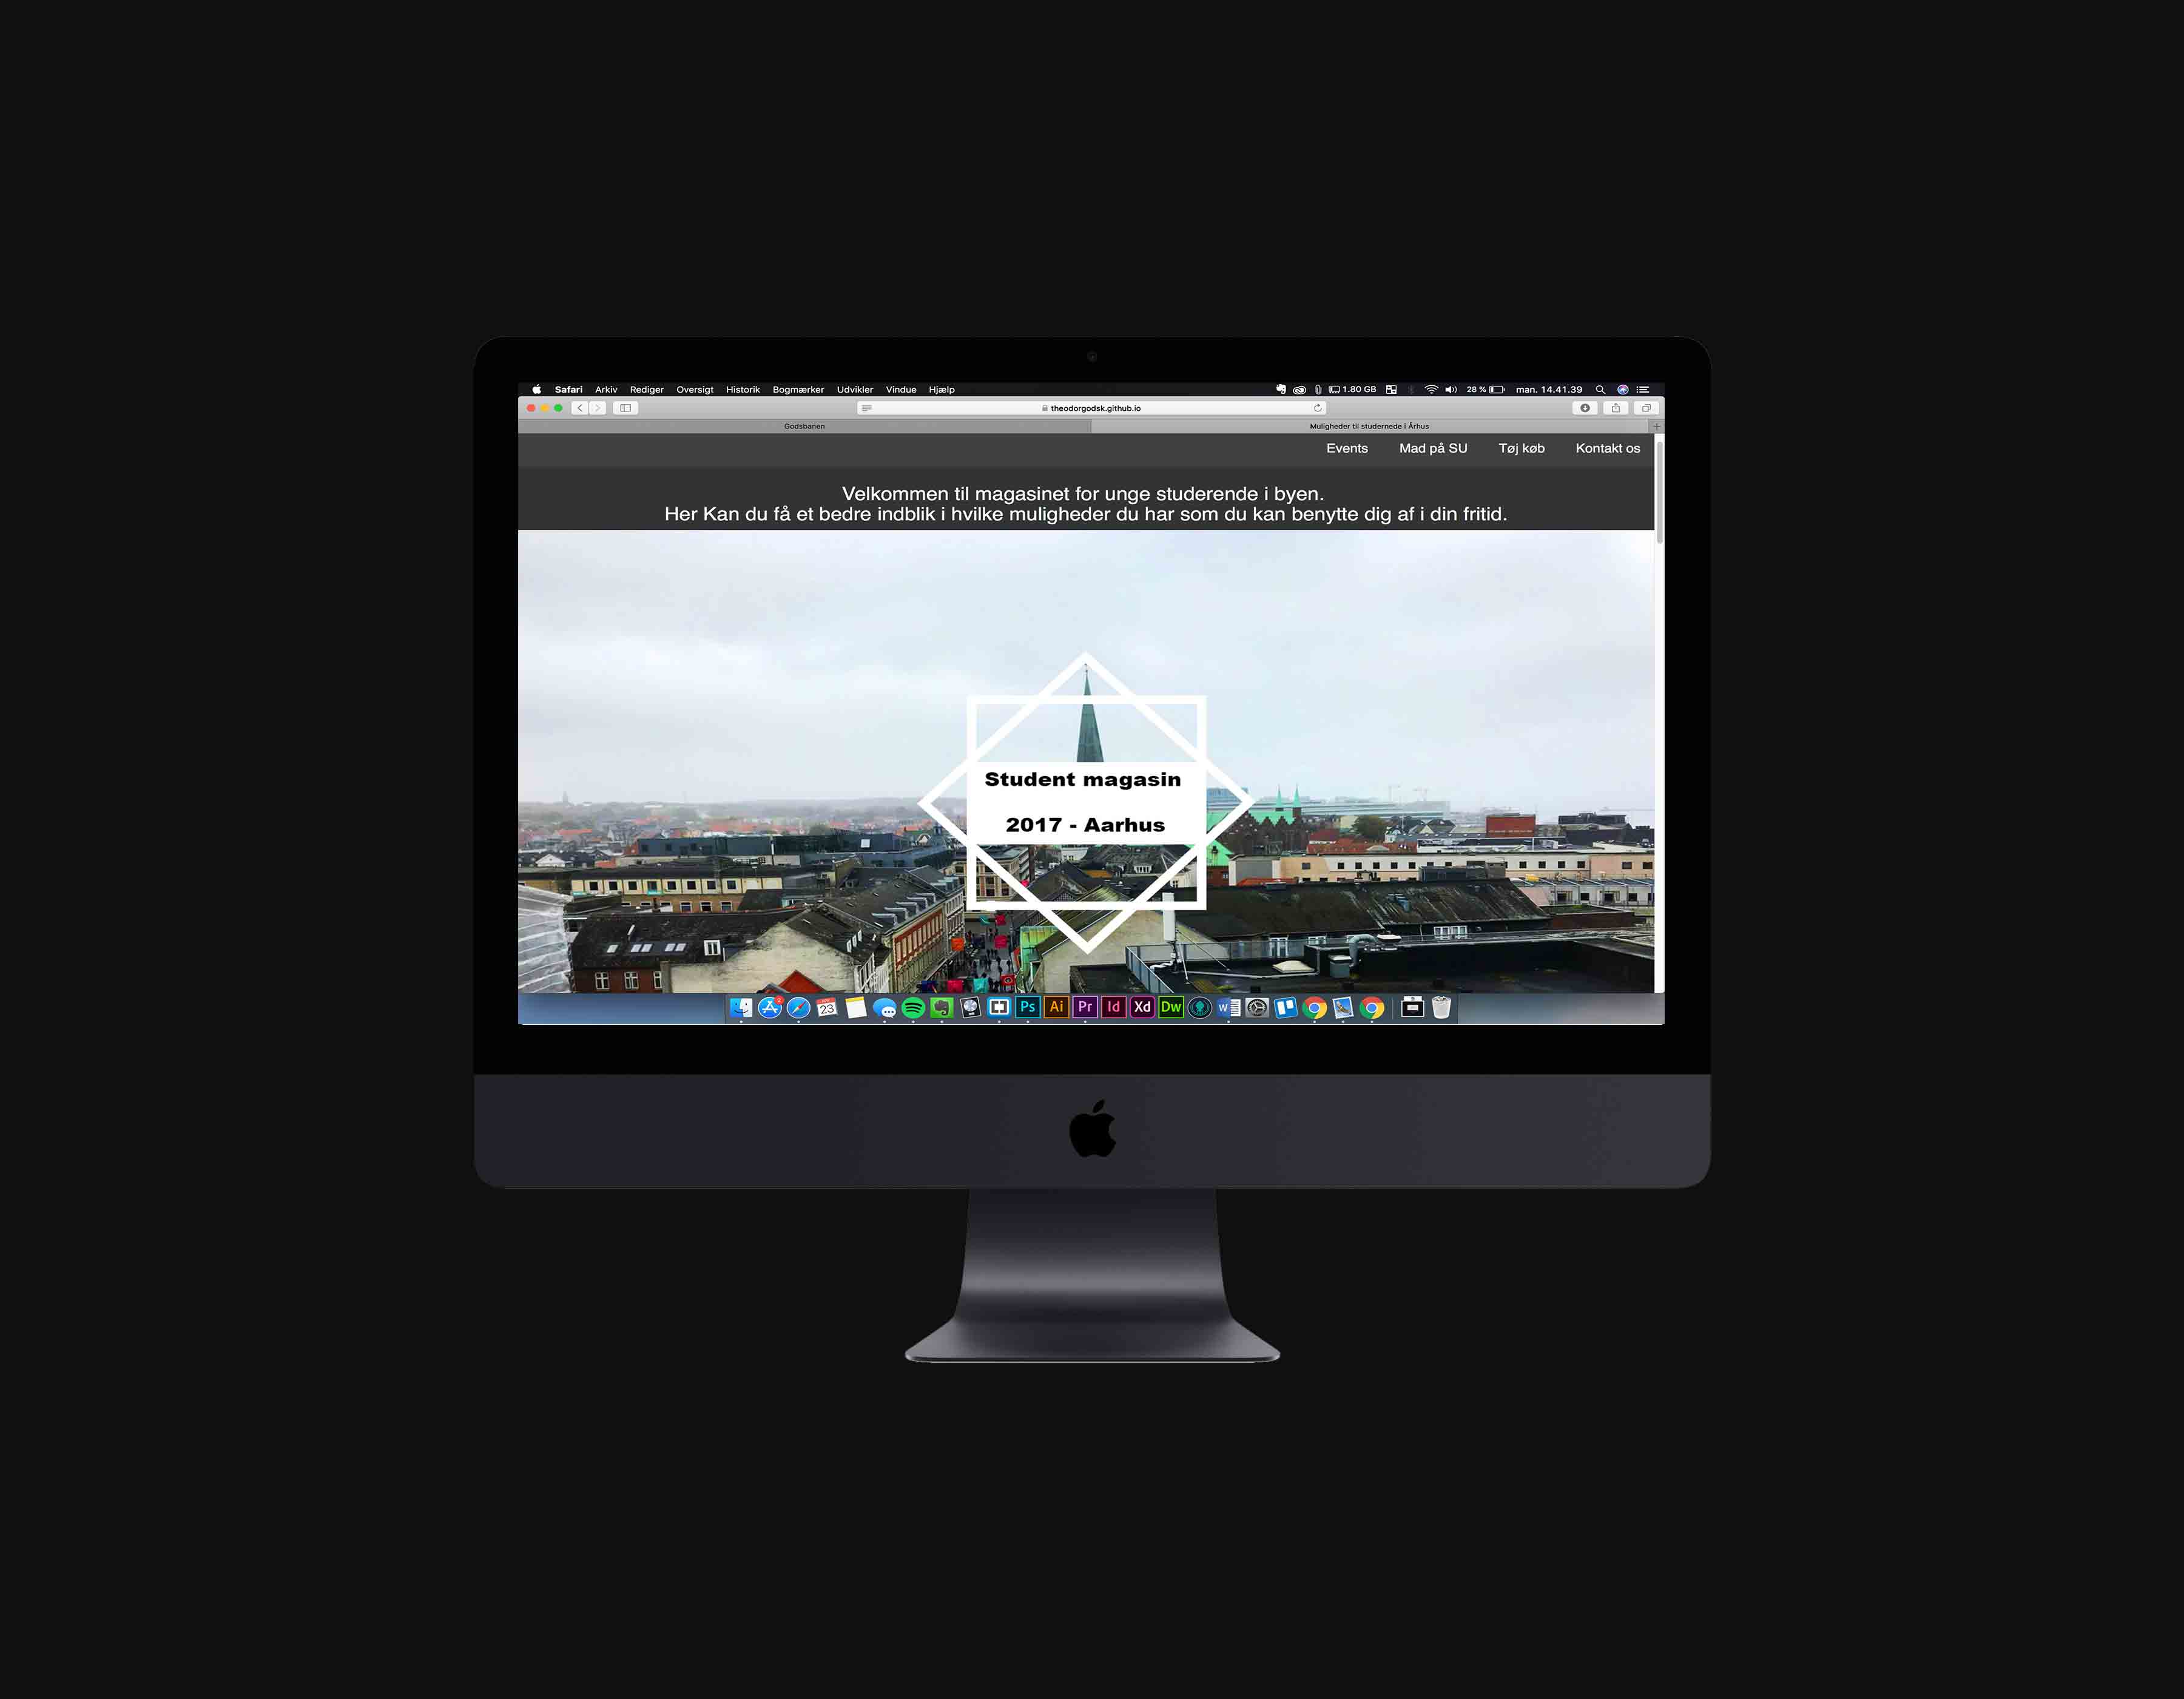 Safari Arkiv Rediger Oversigt Historik Bogmærker Udvikler Vindue Hjælp 1.80 GB 28 % man. 14.41.39
theodorgodsk.github.io
Godsbanen Muligheder til studernede i Århus
Events Mad på SU Tøj køb Kontakt os
Velkommen til magasinet for unge studerende i byen.
Her Kan du få et bedre indblik i hvilke muligheder du har som du kan benytte dig af i din fritid.
Student magasin
2017 - Aarhus
23 Ps Ai Pr Id Xd Dw W